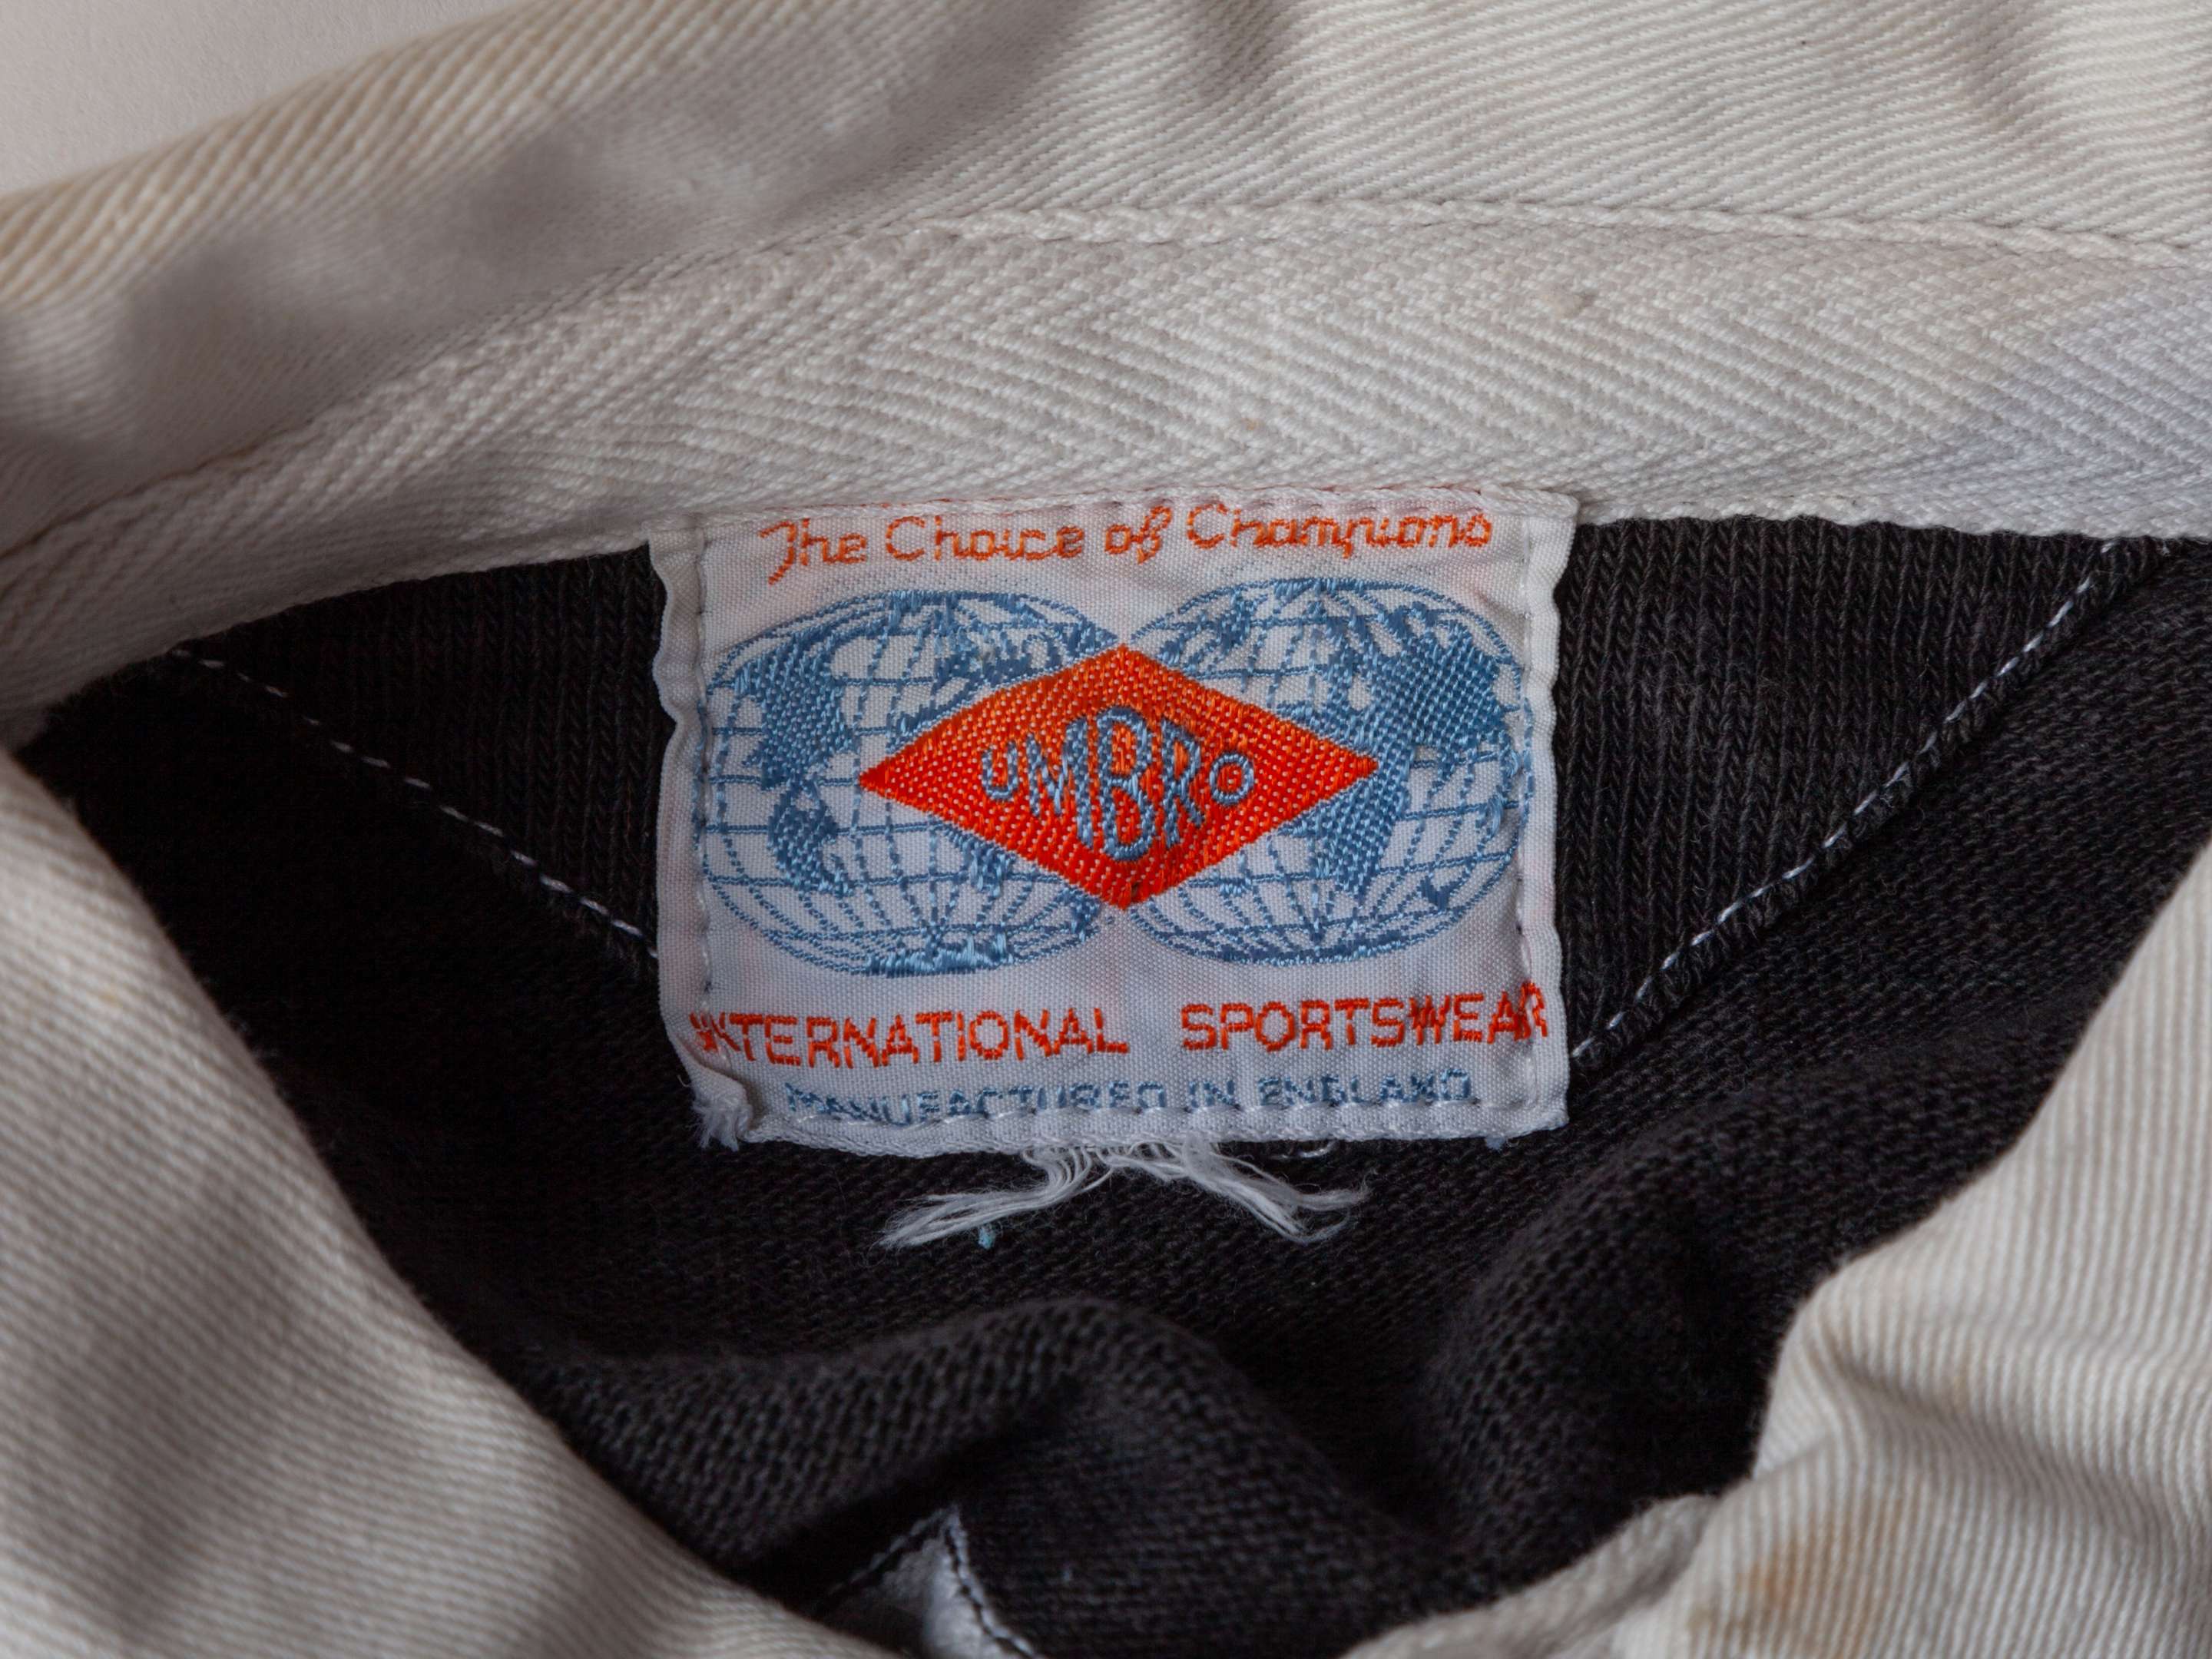 The Choice of Champions
UMBRO
INTERNATIONAL SPORTSWEAR
MANUFACTURED IN ENGLAND